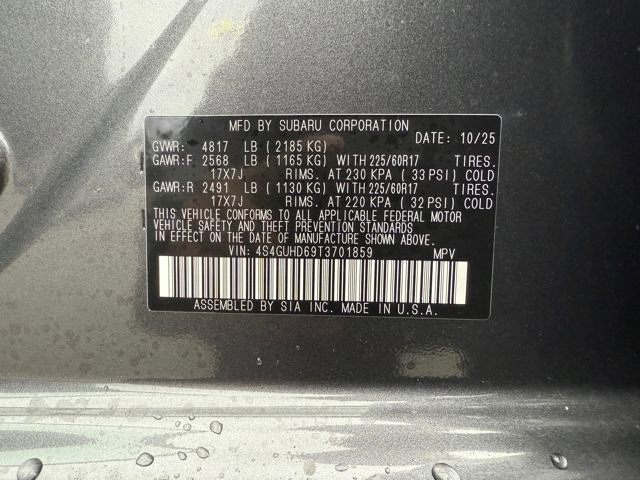 MFD BY SUBARU CORPORATION
DATE: 10/25
GVWR: 4817 LB ( 2185 KG)
GAWR:F 2568 LB ( 1165 KG) WITH 225/60R17 TIRES.
17X7J RIMS. AT 230 KPA ( 33 PSI) COLD
GAWR:R 2491 LB ( 1130 KG) WITH 225/60R17 TIRES.
17X7J RIMS. AT 220 KPA ( 32 PSI) COLD
THIS VEHICLE CONFORMS TO ALL APPLICABLE FEDERAL MOTOR
VEHICLE SAFETY AND THEFT PREVENTION STANDARDS
IN EFFECT ON THE DATE OF MANUFACTURE SHOWN ABOVE.
VIN: 4S4GUHD69T3701859 MPV
ASSEMBLED BY SIA INC. MADE IN U.S.A.